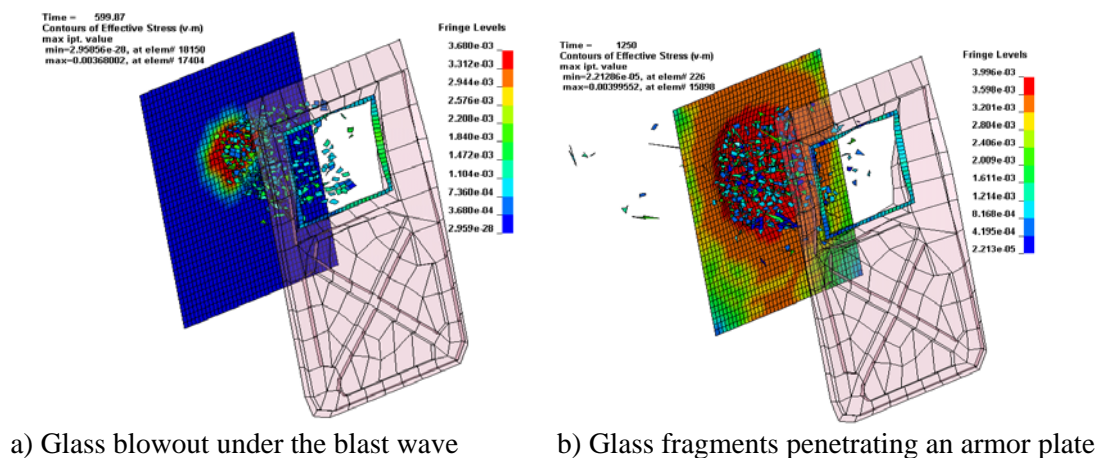 Time = 599.87
Contours of Effective Stress (v-m)
max ipt. value
min=2.95856e-28, at elem# 18150
max=0.00368002, at elem# 17404
Fringe Levels
3.680e-03
3.312e-03
2.944e-03
2.576e-03
2.208e-03
1.840e-03
1.472e-03
1.104e-03
7.360e-04
3.680e-04
2.959e-28
Time = 1250
Contours of Effective Stress (v-m)
max ipt. value
min=2.21286e-05, at elem# 226
max=0.00399552, at elem# 15898
Fringe Levels
3.996e-03
3.598e-03
3.201e-03
2.804e-03
2.406e-03
2.009e-03
1.611e-03
1.214e-03
8.168e-04
4.195e-04
2.213e-05
a) Glass blowout under the blast wave
b) Glass fragments penetrating an armor plate